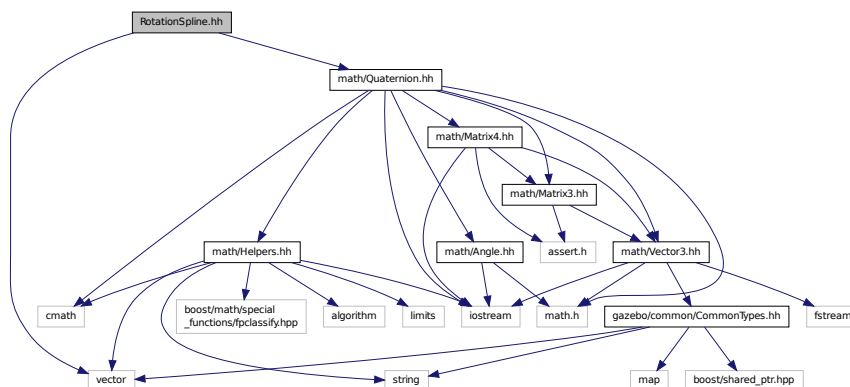 RotationSpline.hh
math/Quaternion.hh
math/Matrix4.hh
math/Matrix3.hh
math/Helpers.hh
math/Angle.hh
assert.h
math/Vector3.hh
cmath
boost/math/special
_functions/fpclassify.hpp
algorithm
limits
iostream
math.h
gazebo/common/CommonTypes.hh
fstream
vector
string
map
boost/shared_ptr.hpp